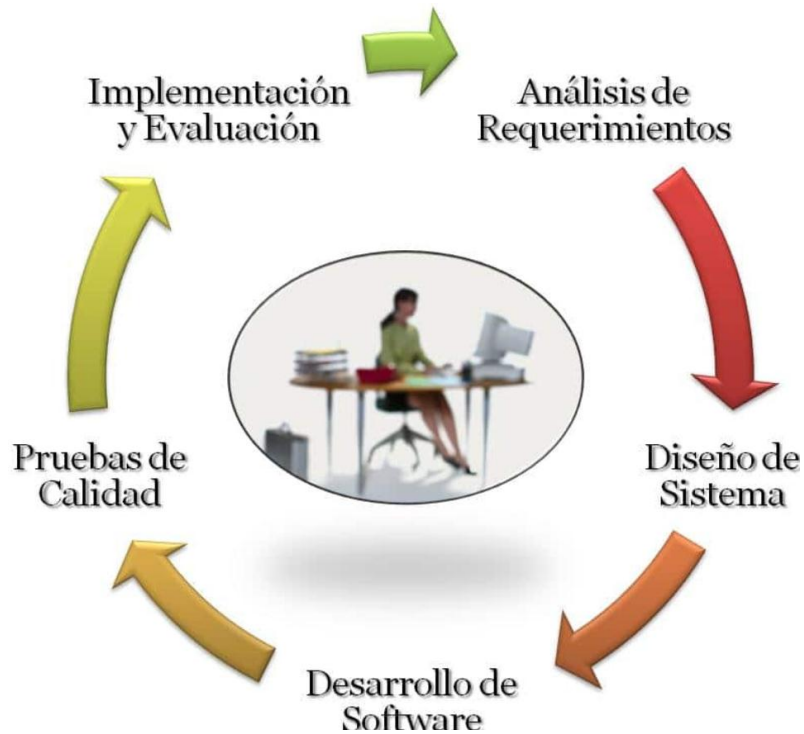 Implementación
y Evaluación
Análisis de
Requerimientos
Diseño de
Sistema
Desarrollo de
Software
Pruebas de
Calidad